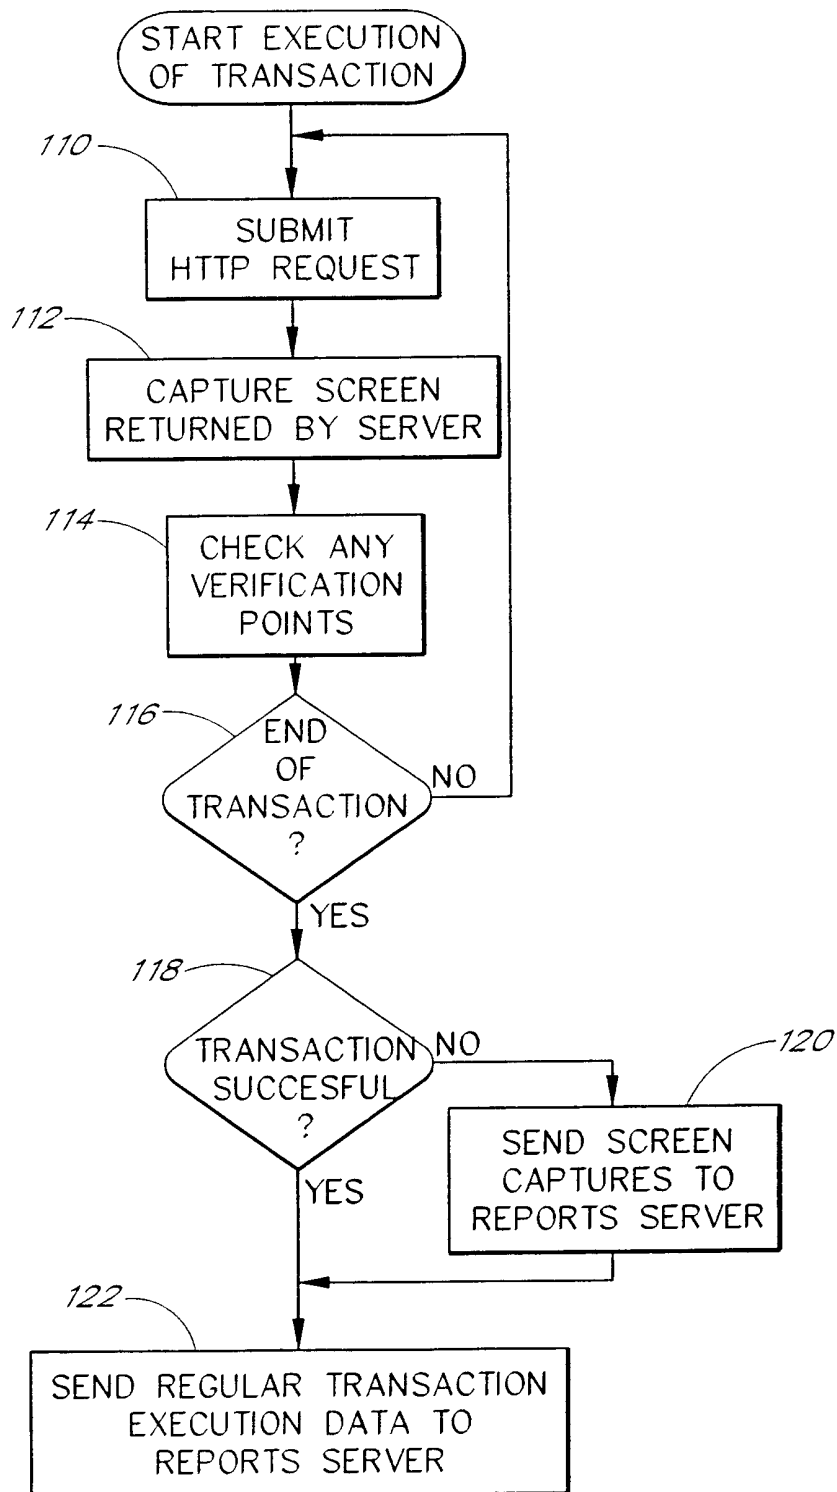 START EXECUTION
OF TRANSACTION
110
SUBMIT
HTTP REQUEST
112
CAPTURE SCREEN
RETURNED BY SERVER
114
CHECK ANY
VERIFICATION
POINTS
116
END
OF
TRANSACTION
?
NO
YES
118
TRANSACTION
SUCCESFUL
?
NO
YES
120
SEND SCREEN
CAPTURES TO
REPORTS SERVER
122
SEND REGULAR TRANSACTION
EXECUTION DATA TO
REPORTS SERVER